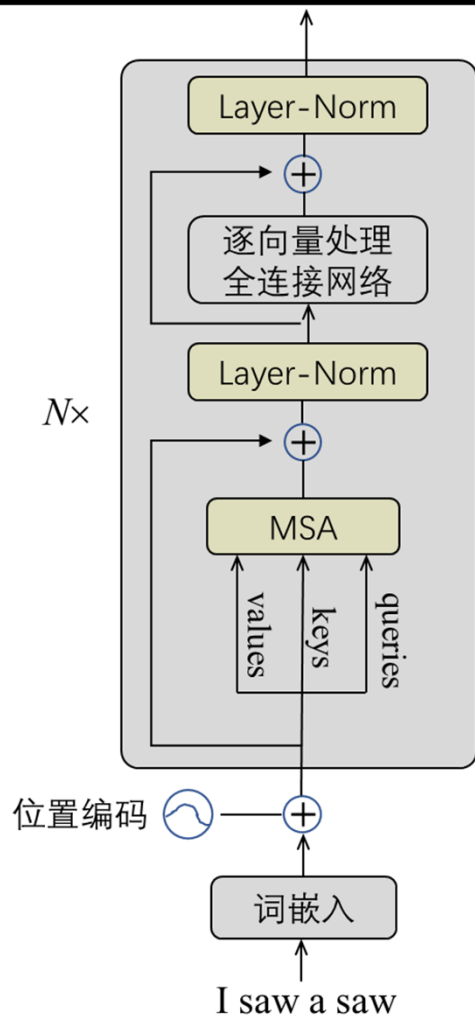 Layer-Norm
逐向量处理
全连接网络
Layer-Norm
N×
MSA
values
keys
queries
位置编码
词嵌入
I saw a saw